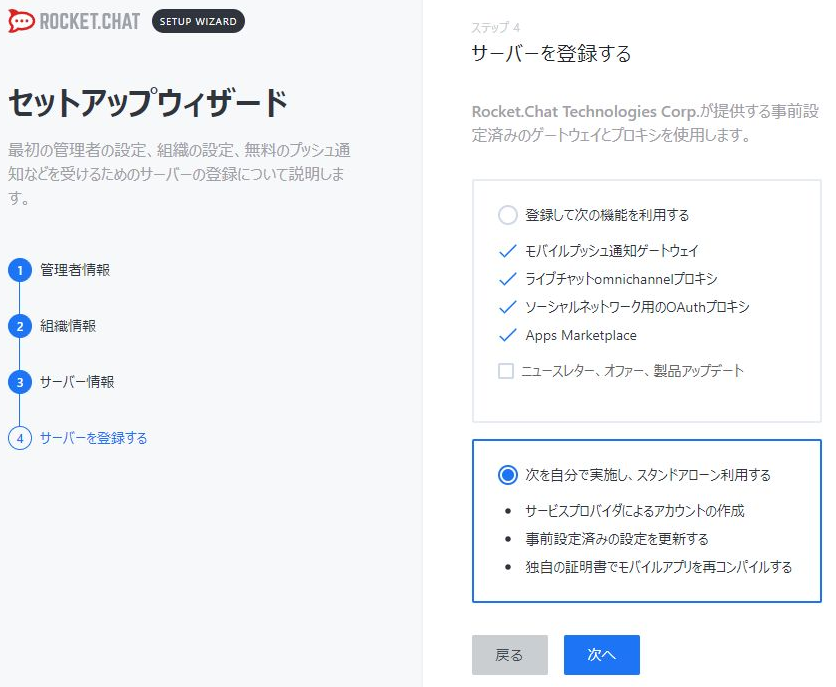 ROCKET.CHAT SETUP WIZARD
セットアップウィザード
最初の管理者の設定、組織の設定、無料のプッシュ通
知などを受けるためのサーバーの登録について説明しま
す。
1 管理者情報
2 組織情報
3 サーバー情報
4 サーバーを登録する
ステップ 4
サーバーを登録する
Rocket.Chat Technologies Corp.が提供する事前設
定済みのゲートウェイとプロキシを使用します。
登録して次の機能を利用する
モバイルプッシュ通知ゲートウェイ
ライブチャットomnichannelプロキシ
ソーシャルネットワーク用のOAuthプロキシ
Apps Marketplace
ニュースレター、オファー、製品アップデート
次を自分で実施し、スタンドアローン利用する
• サービスプロバイダによるアカウントの作成
• 事前設定済みの設定を更新する
• 独自の証明書でモバイルアプリを再コンパイルする
戻る 次へ